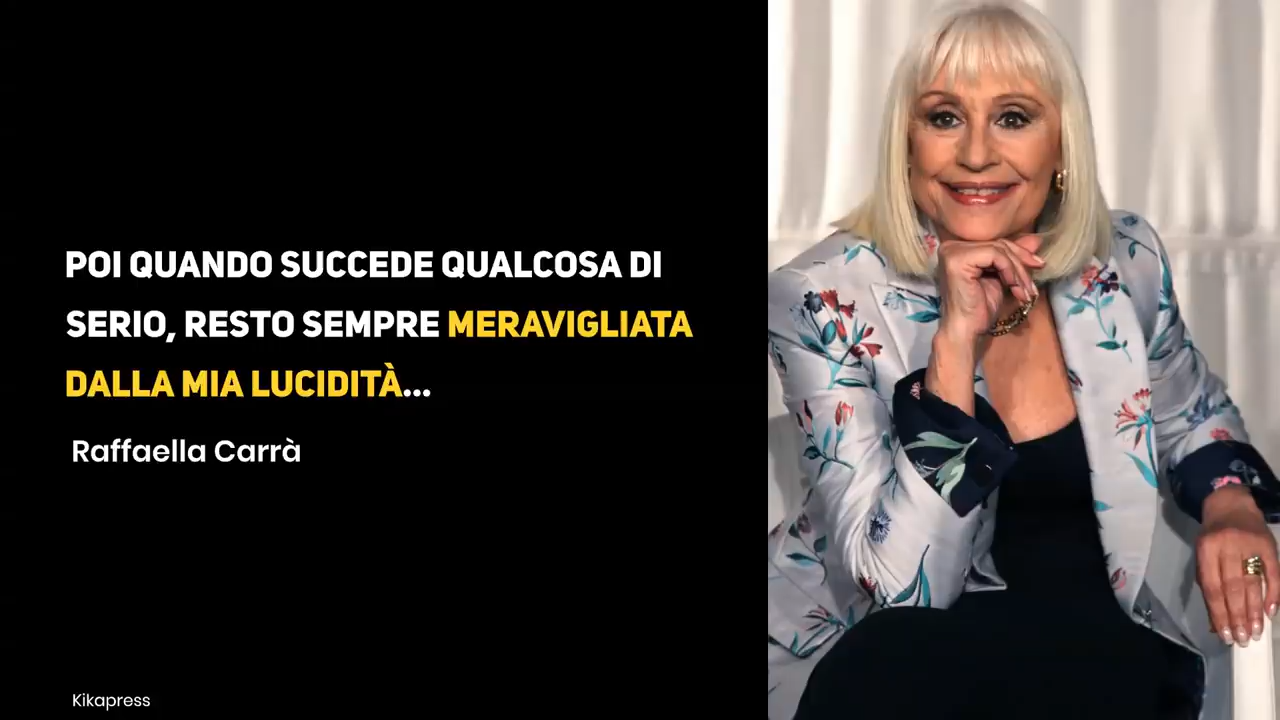 POI QUANDO SUCCEDE QUALCOSA DI
SERIO, RESTO SEMPRE MERAVIGLIATA
DALLA MIA LUCIDITÀ...
Raffaella Carrà
Kikapress